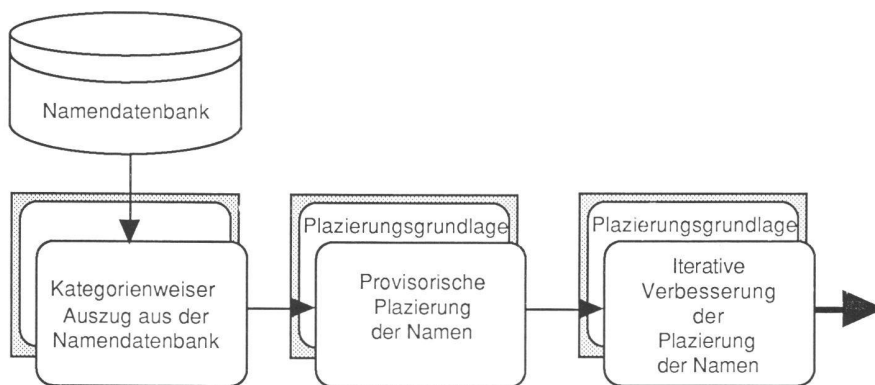 Namendatenbank
Kategorienweiser
Auszug aus der
Namendatenbank
Plazierungsgrundlage
Provisorische
Plazierung
der Namen
Plazierungsgrundlage
Iterative
Verbesserung
der
Plazierung
der Namen